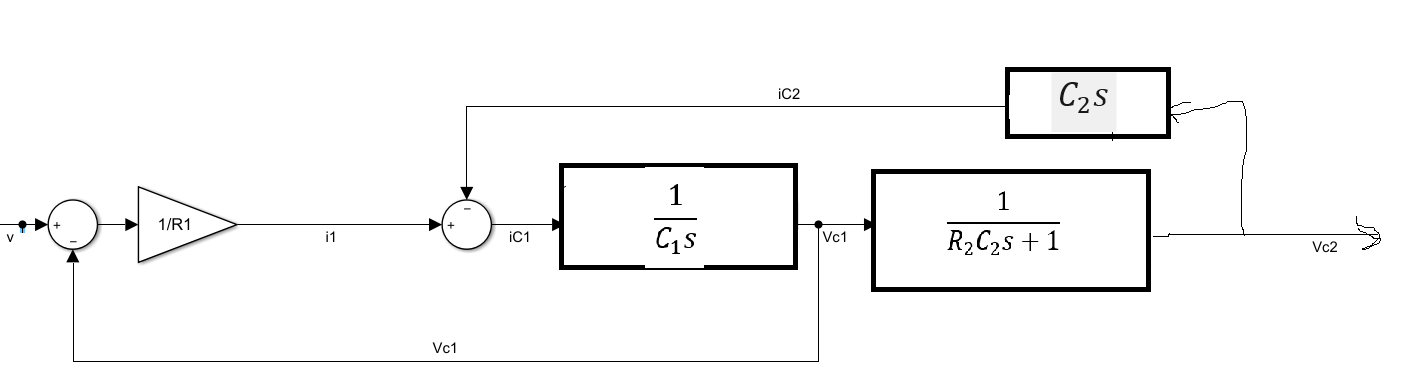 iC2
C₂s
v
+
−
1/R1
i1
+
−
iC1
1
C₁s
Vc1
1
R₂C₂s + 1
Vc2
Vc1